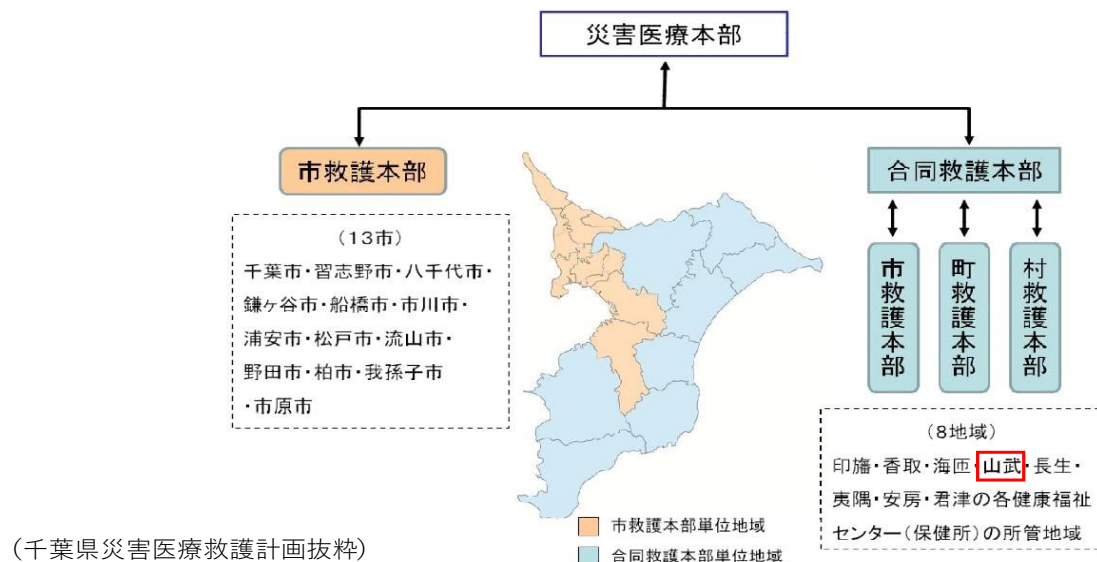 災害医療本部
市救護本部
合同救護本部
(13市)
千葉市・習志野市・八千代市・
鎌ヶ谷市・船橋市・市川市・
浦安市・松戸市・流山市・
野田市・柏市・我孫子市
・市原市
市救護本部
町救護本部
村救護本部
(8地域)
印旛・香取・海匝・山武・長生・
夷隅・安房・君津の各健康福祉
センター(保健所)の所管地域
市救護本部単位地域
合同救護本部単位地域
(千葉県災害医療救護計画抜粋)